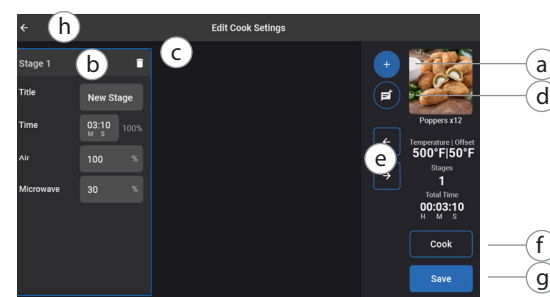 h
Edit Cook Setings
Stage 1
b
c
a
d
e
f
g
Title
New Stage
Time
03:10
M S
100%
Air
100 %
Microwave
30 %
Poppers x12
Temperature | Offset
500°F|50°F
Stages
1
Total Time
00:03:10
H M S
Cook
Save